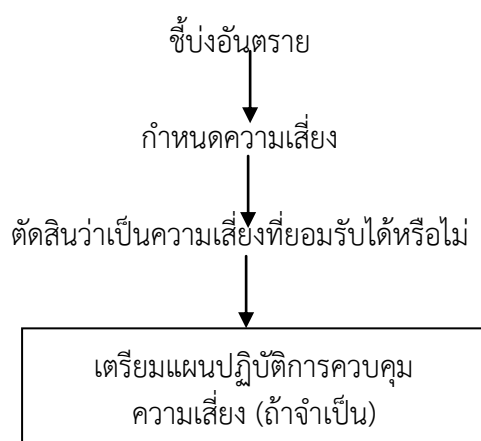 ชี้บ่งอันตราย
กำหนดความเสี่ยง
ตัดสินว่าเป็นความเสี่ยงที่ยอมรับได้หรือไม่
เตรียมแผนปฏิบัติการควบคุม
ความเสี่ยง (ถ้าจำเป็น)